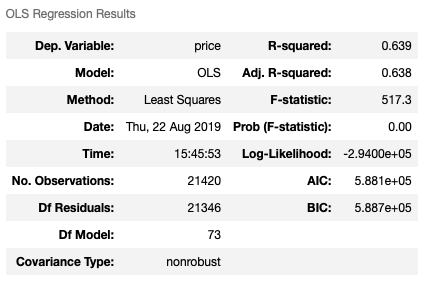 OLS Regression Results
Dep. Variable: price R-squared: 0.639
Model: OLS Adj. R-squared: 0.638
Method: Least Squares F-statistic: 517.3
Date: Thu, 22 Aug 2019 Prob (F-statistic): 0.00
Time: 15:45:53 Log-Likelihood: -2.9400e+05
No. Observations: 21420 AIC: 5.881e+05
Df Residuals: 21346 BIC: 5.887e+05
Df Model: 73
Covariance Type: nonrobust